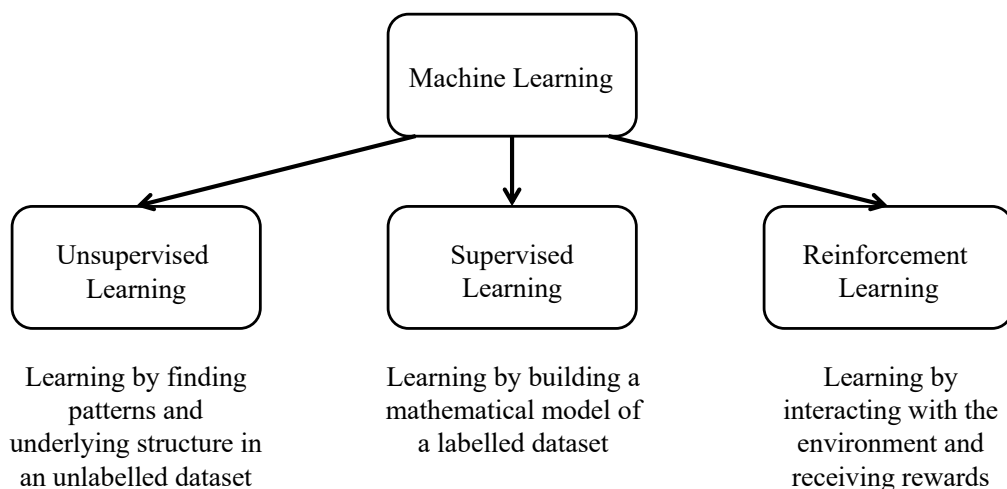 Machine Learning
Unsupervised
Learning
Supervised
Learning
Reinforcement
Learning
Learning by finding
patterns and
underlying structure in
an unlabelled dataset
Learning by building a
mathematical model of
a labelled dataset
Learning by
interacting with the
environment and
receiving rewards